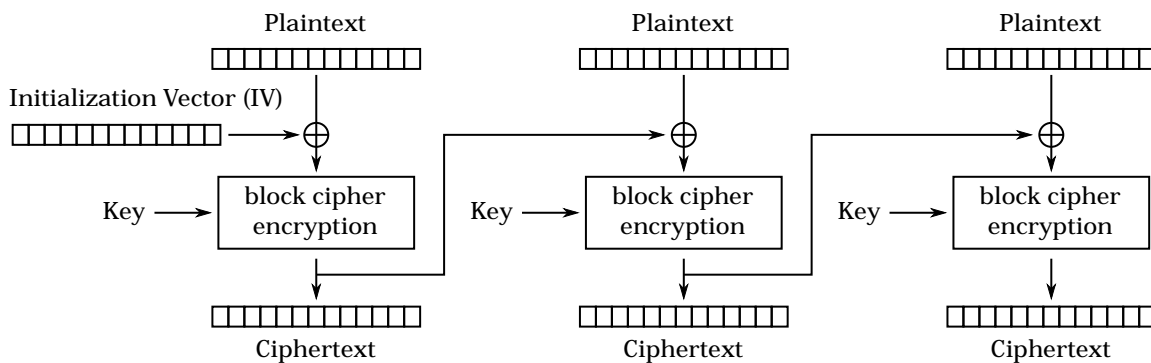 Plaintext
Plaintext
Plaintext
Initialization Vector (IV)
Key
block cipher
encryption
Key
block cipher
encryption
Key
block cipher
encryption
Ciphertext
Ciphertext
Ciphertext